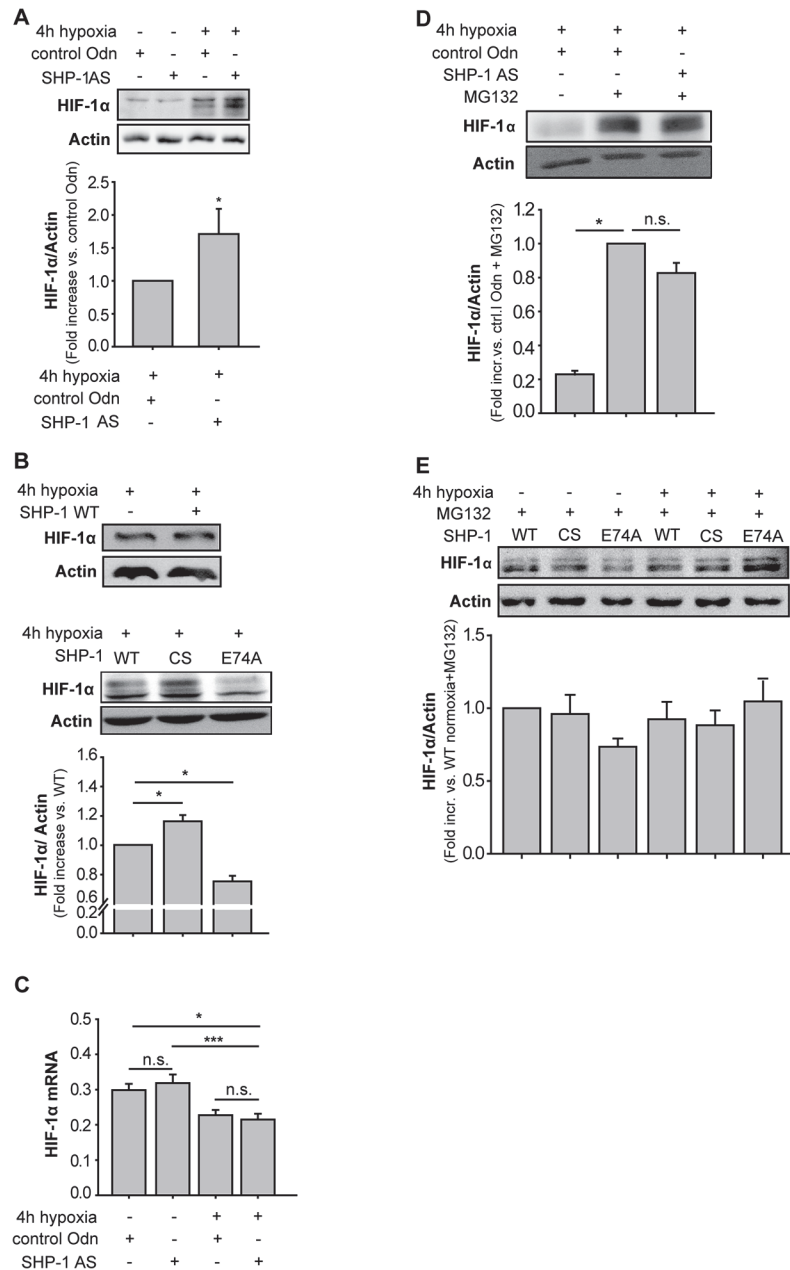 A
4h hypoxia - - + +
control Odn + - + -
SHP-1AS - + - +
HIF-1α
Actin
HIF-1α/Actin
(Fold increase vs. control Odn)
2.5
2.0
1.5
1.0
0.5
0.0
*
4h hypoxia + +
control Odn + -
SHP-1 AS - +
B
4h hypoxia + +
SHP-1 WT - +
HIF-1α
Actin
4h hypoxia + + +
SHP-1 WT CS E74A
HIF-1α
Actin
HIF-1α/ Actin
(Fold increase vs. WT)
1.6
1.4
1.2
1.0
0.8
0.6
0.2
0.0
*
*
C
HIF-1α mRNA
0.5
0.4
0.3
0.2
0.1
0.0
*
***
n.s.
n.s.
4h hypoxia - - + +
control Odn + - + -
SHP-1 AS - + - +
D
4h hypoxia + + +
control Odn + + -
SHP-1 AS - - +
MG132 - + +
HIF-1α
Actin
HIF-1α/Actin
(Fold incr.vs. ctrl.l Odn + MG132)
1.2
1.0
0.8
0.6
0.4
0.2
0.0
* n.s.
E
4h hypoxia - - - + + +
MG132 + + + + + +
SHP-1 WT CS E74A WT CS E74A
HIF-1α
Actin
HIF-1α/Actin
(Fold incr. vs. WT normoxia+MG132)
1.5
1.0
0.5
0.0